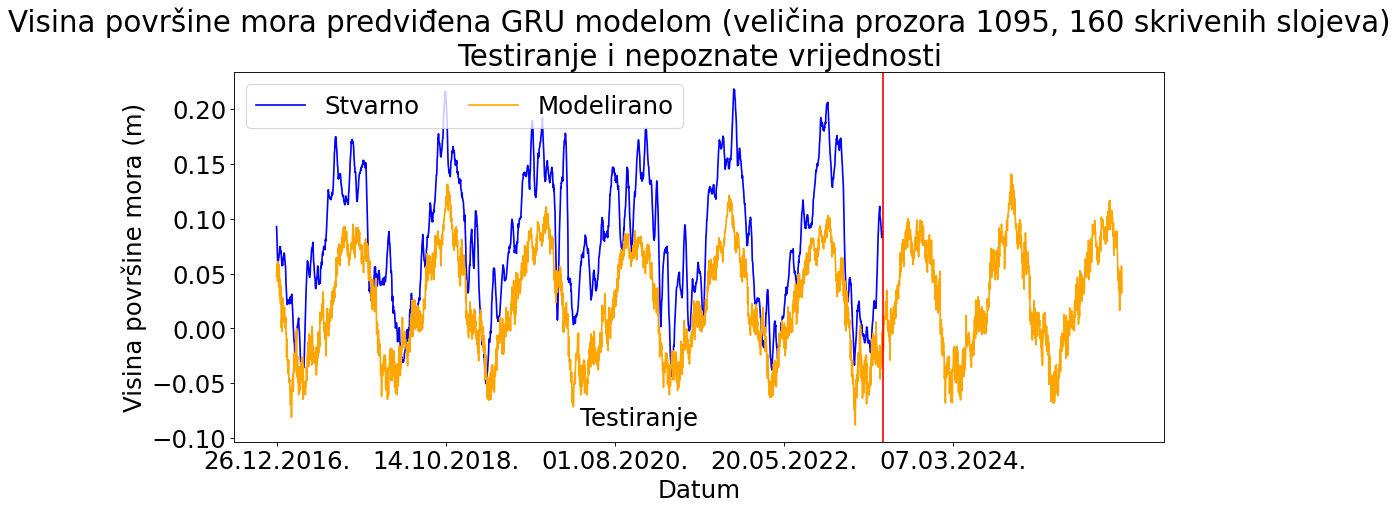 Visina površine mora predviđena GRU modelom (veličina prozora 1095, 160 skrivenih slojeva)
Testiranje i nepoznate vrijednosti
Stvarno Modelirano
Visina površine mora (m)
0.20
0.15
0.10
0.05
0.00
−0.05
−0.10
Testiranje
26.12.2016. 14.10.2018. 01.08.2020. 20.05.2022. 07.03.2024.
Datum